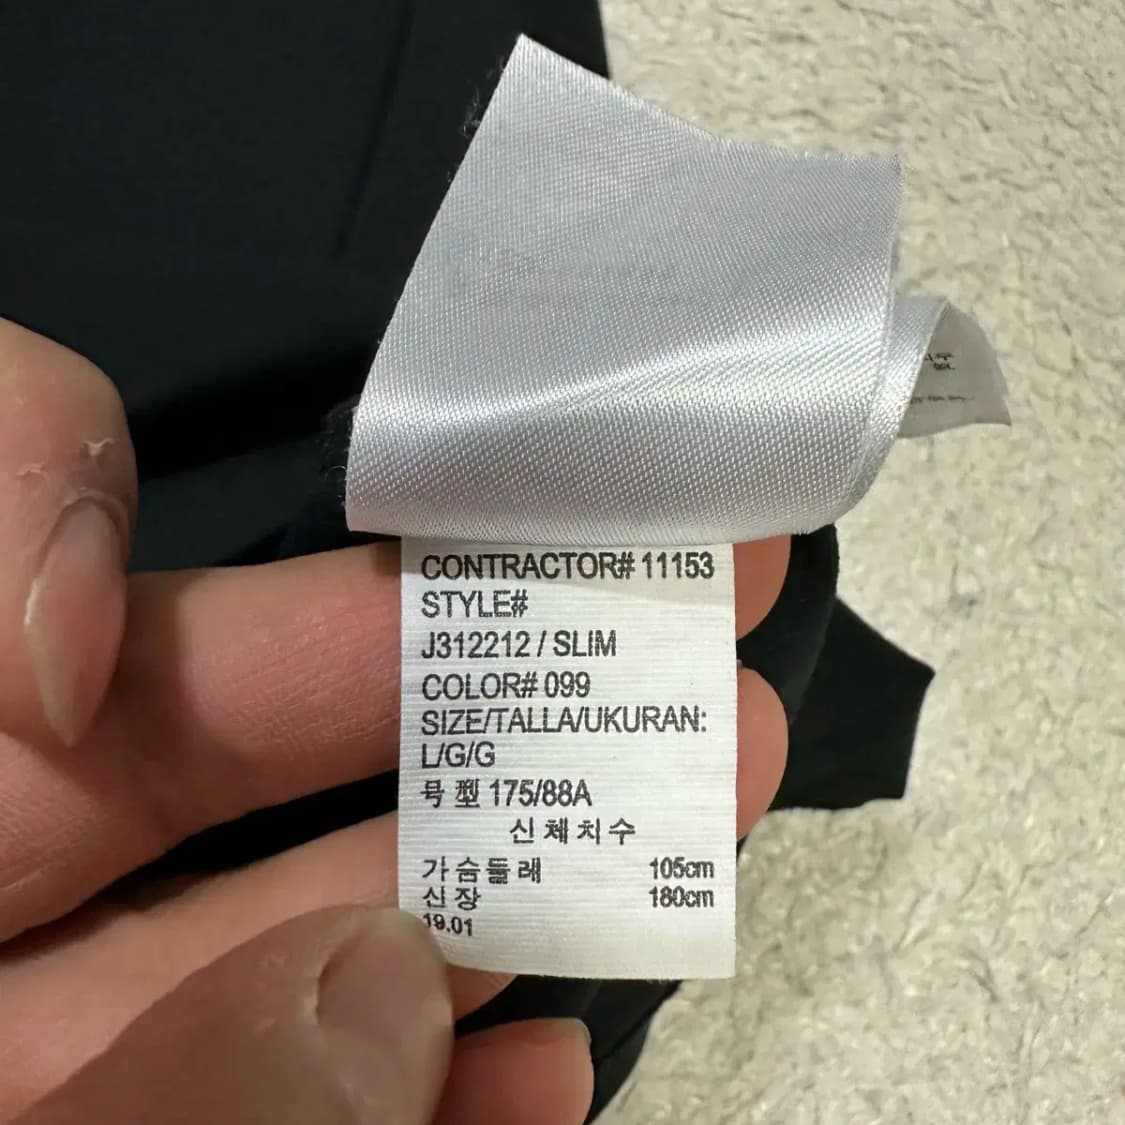 CONTRACTOR# 11153
STYLE#
J312212 / SLIM
COLOR# 099
SIZE/TALLA/UKURAN:
L/G/G
号型 175/88A
신체치수
가슴둘레 105cm
신장 180cm
19.01